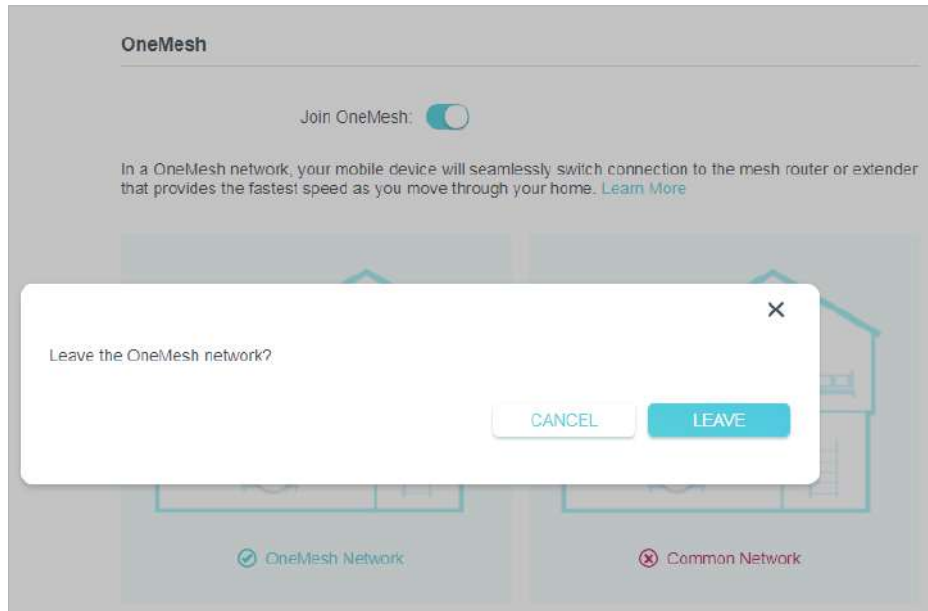 OneMesh
Join OneMesh:
In a OneMesh network, your mobile device will seamlessly switch connection to the mesh router or extender
that provides the fastest speed as you move through your home. Learn More
Leave the OneMesh network?
CANCEL
LEAVE
OneMesh Network
Common Network